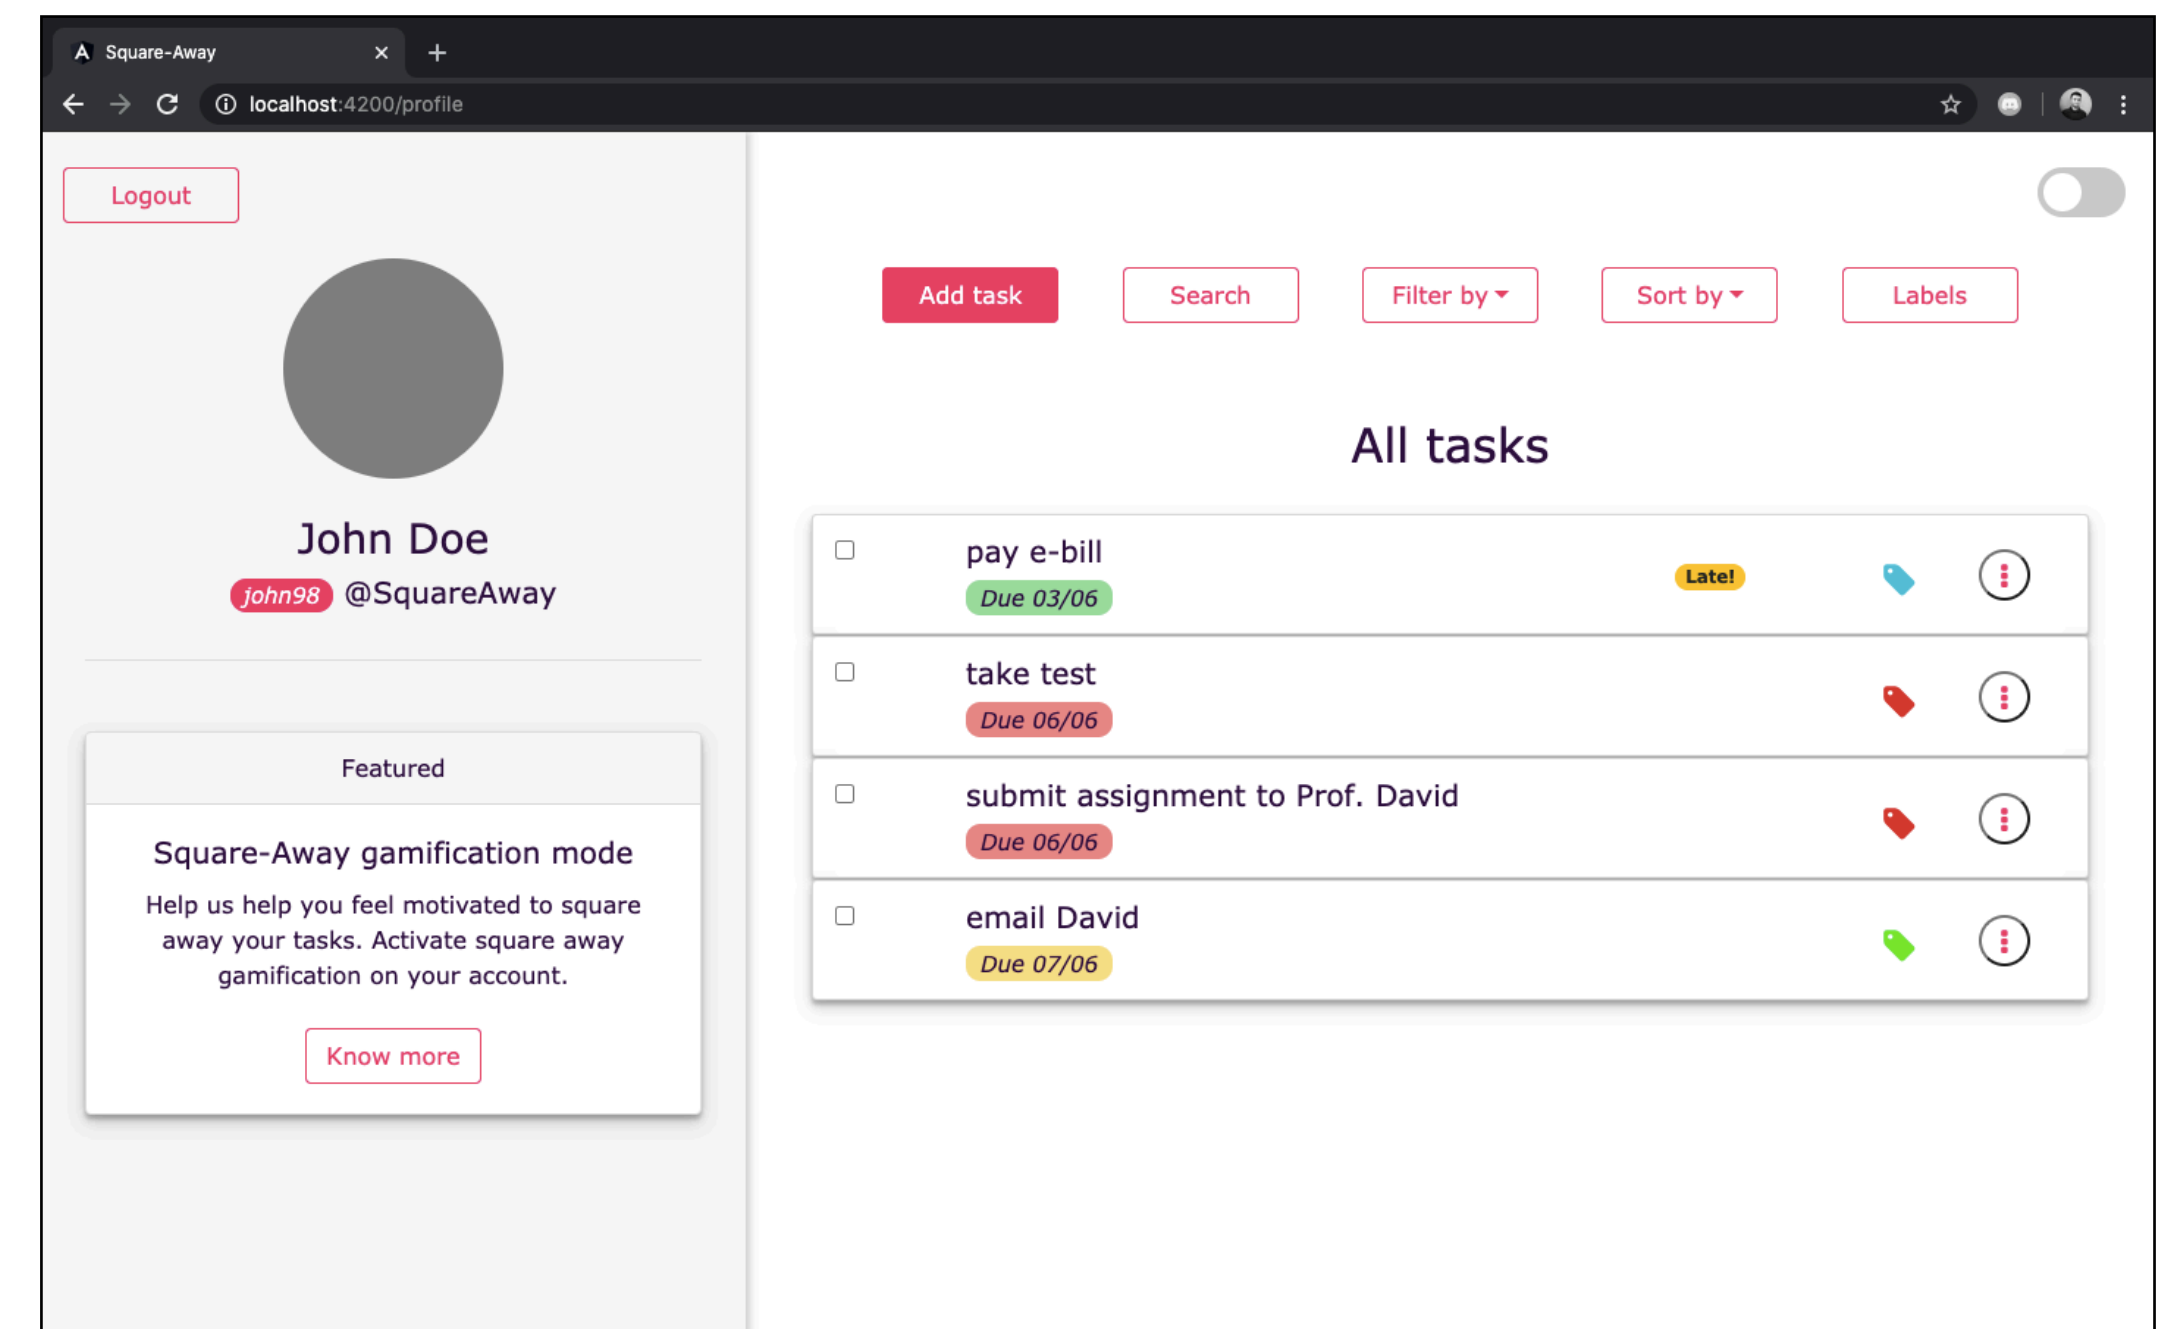 Square-Away
localhost:4200/profile
Logout
John Doe
john98 @SquareAway
Featured
Square-Away gamification mode
Help us help you feel motivated to square
away your tasks. Activate square away
gamification on your account.
Know more
Add task
Search
Filter by
Sort by
Labels
All tasks
pay e-bill
Due 03/06
Late!
take test
Due 06/06
submit assignment to Prof. David
Due 06/06
email David
Due 07/06